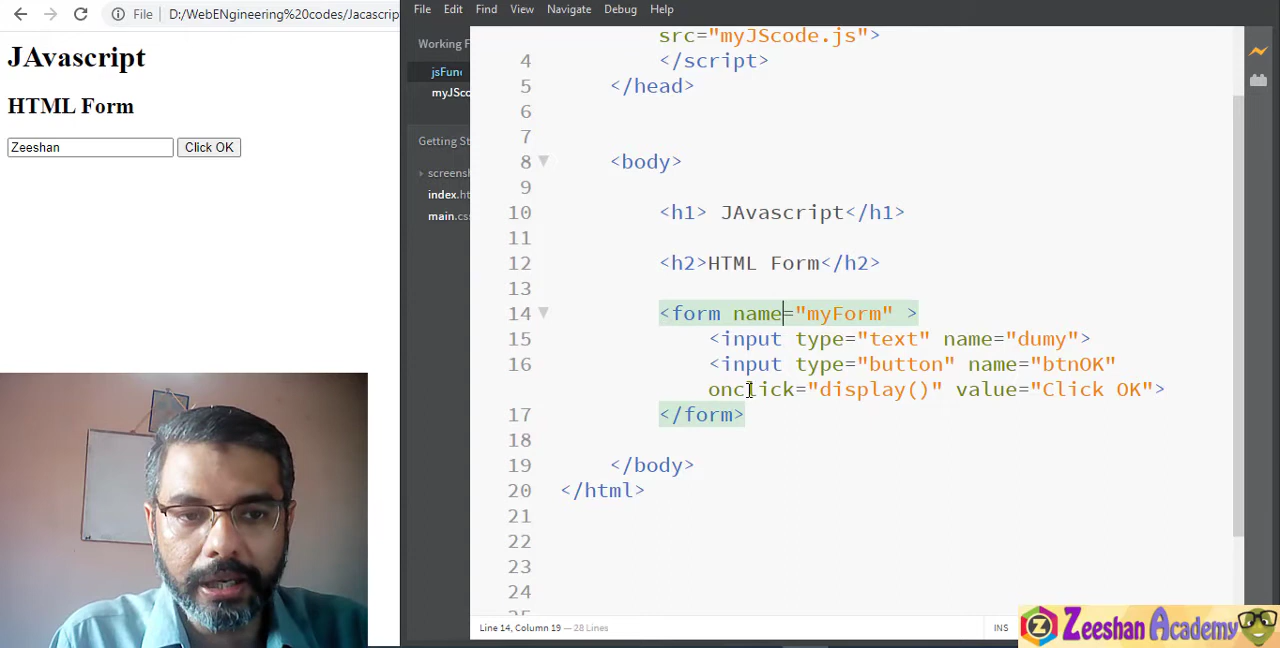 File D:/WebENgineering%20codes/Jacascrip
JAvascript
HTML Form
Zeeshan Click OK
File Edit Find View Navigate Debug Help
Working F
jsFunc
myJSco
Getting St
screensh
index.ht
main.css
src="myJScode.js">
4 </script>
5 </head>
6
7
8 <body>
9
10 <h1> JAvascript</h1>
11
12 <h2>HTML Form</h2>
13
14 <form name="myForm" >
15 <input type="text" name="dumy">
16 <input type="button" name="btnOK"
onclick="display()" value="Click OK">
17 </form>
18
19 </body>
20 </html>
21
22
23
24
Line 14, Column 19 — 28 Lines
INS
Zeeshan Academy